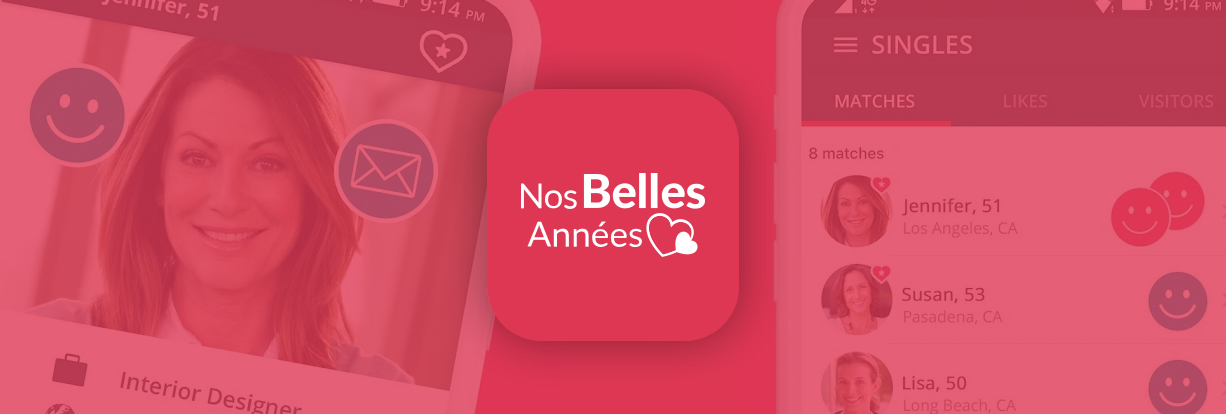 Jennifer, 51
9:14 PM
Interior Designer
Nos Belles
Années
4G
9:14 PM
SINGLES
MATCHES LIKES VISITORS
8 matches
Jennifer, 51
Los Angeles, CA
Susan, 53
Pasadena, CA
Lisa, 50
Long Beach, CA